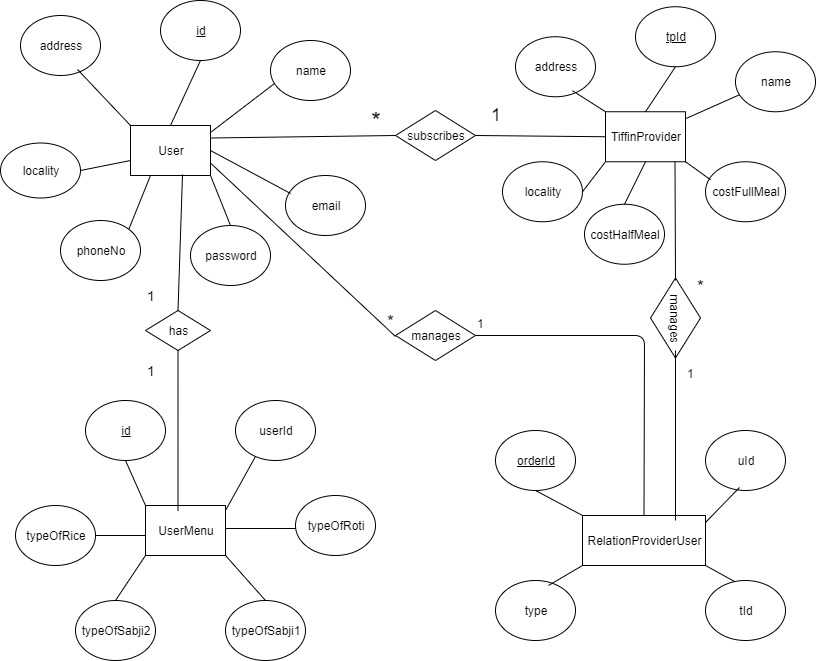 id
address
tpId
name
address
name
*
1
subscribes
User
TiffinProvider
locality
locality
costFullMeal
email
costHalfMeal
phoneNo
password
*
manages
1
has
*
manages
1
1
1
id
userId
orderId
uId
typeOfRice
UserMenu
typeOfRoti
RelationProviderUser
typeOfSabji2
typeOfSabji1
type
tId